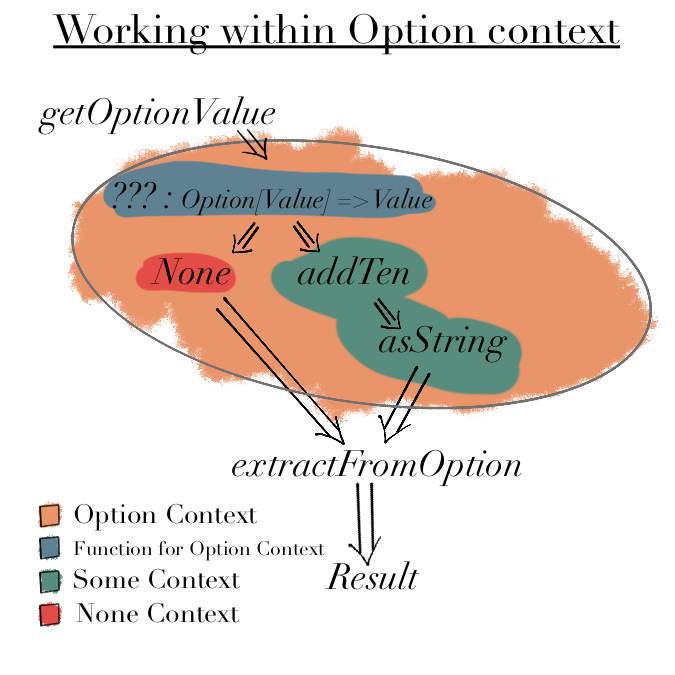 Working within Option context
getOptionValue
??? : Option[Value] => Value
None
addTen
asString
extractFromOption
Result
Option Context
Function for Option Context
Some Context
None Context